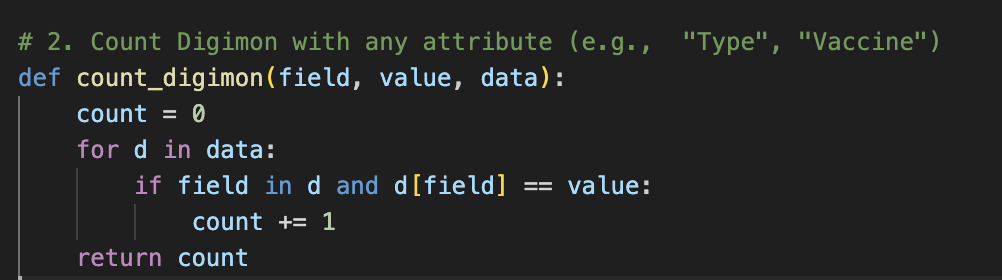 # 2. Count Digimon with any attribute (e.g.,  "Type", "Vaccine")
def count_digimon(field, value, data):
    count = 0
    for d in data:
        if field in d and d[field] == value:
            count += 1
    return count